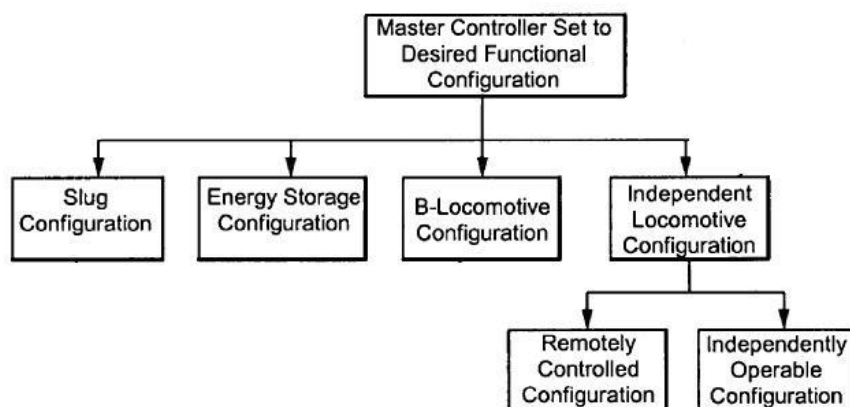 Master Controller Set to
Desired Functional
Configuration
Slug
Configuration
Energy Storage
Configuration
B-Locomotive
Configuration
Independent
Locomotive
Configuration
Remotely
Controlled
Configuration
Independently
Operable
Configuration